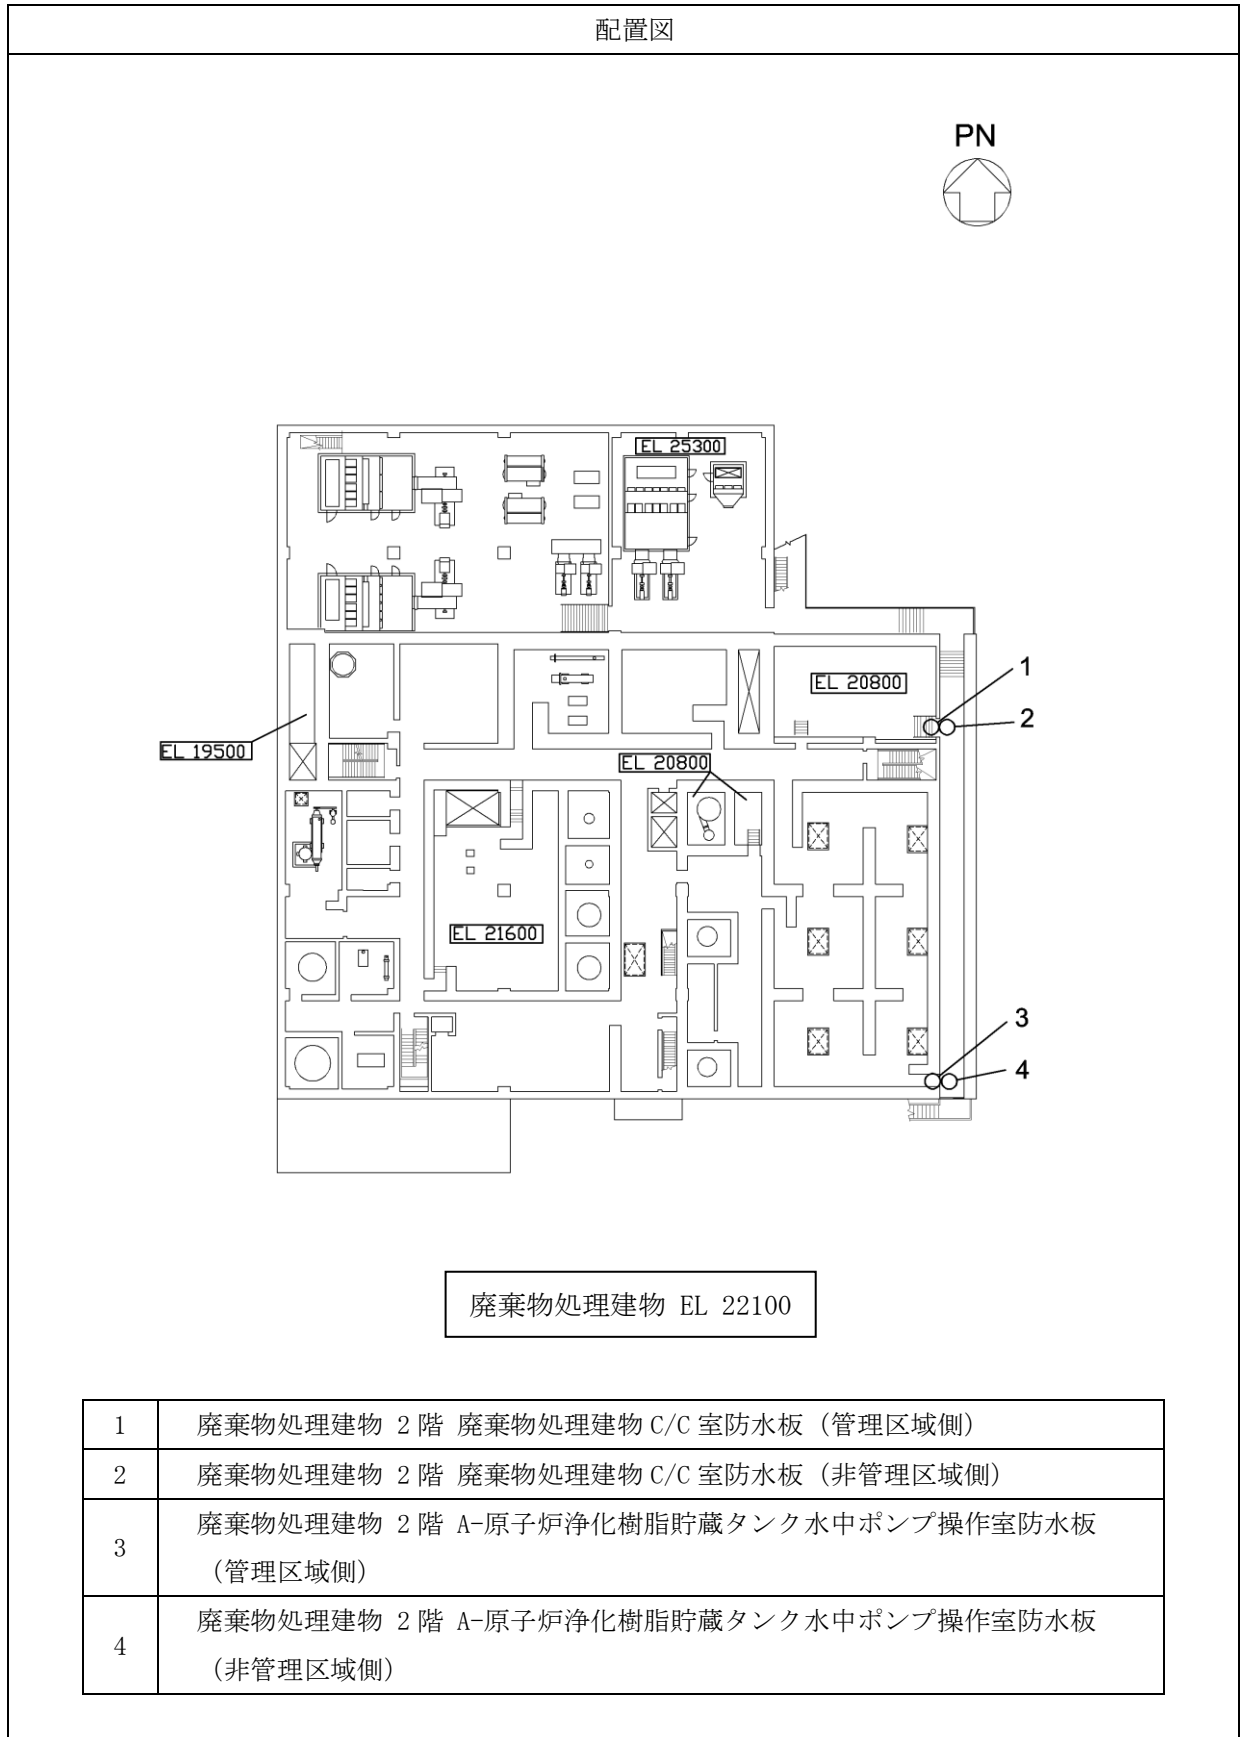 配置図
PN
EL 25300
EL 20800
1
2
EL 19500
EL 20800
EL 21600
3
4
廃棄物処理建物 EL 22100
1 廃棄物処理建物 2階 廃棄物処理建物 C/C 室防水板（管理区域側）
2 廃棄物処理建物 2階 廃棄物処理建物 C/C 室防水板（非管理区域側）
3 廃棄物処理建物 2階 A-原子炉浄化樹脂貯蔵タンク水中ポンプ操作室防水板
（管理区域側）
4 廃棄物処理建物 2階 A-原子炉浄化樹脂貯蔵タンク水中ポンプ操作室防水板
（非管理区域側）